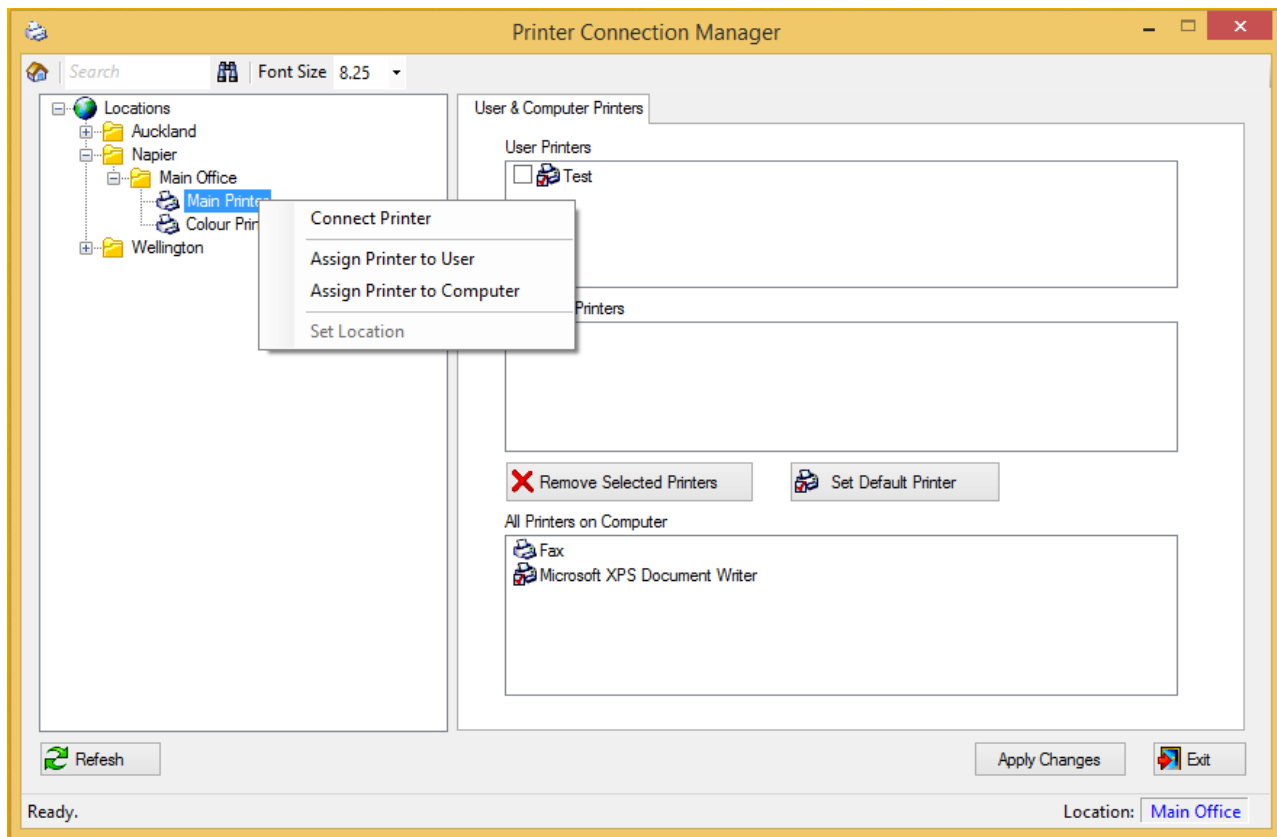 Printer Connection Manager
Search
Font Size 8.25
Locations
Auckland
Napier
Main Office
Main Printer
Colour Prin
Wellington
Connect Printer
Assign Printer to User
Assign Printer to Computer
Set Location
User & Computer Printers
User Printers
Test
Printers
Remove Selected Printers
Set Default Printer
All Printers on Computer
Fax
Microsoft XPS Document Writer
Refesh
Apply Changes
Exit
Ready.
Location: Main Office